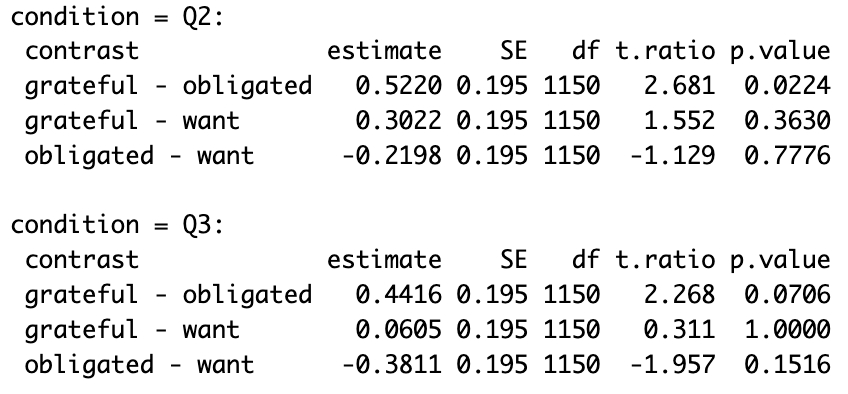 condition = Q2:
 contrast             estimate    SE   df t.ratio p.value
 grateful - obligated   0.5220 0.195 1150   2.681  0.0224
 grateful - want        0.3022 0.195 1150   1.552  0.3630
 obligated - want      -0.2198 0.195 1150  -1.129  0.7776

condition = Q3:
 contrast             estimate    SE   df t.ratio p.value
 grateful - obligated   0.4416 0.195 1150   2.268  0.0706
 grateful - want        0.0605 0.195 1150   0.311  1.0000
 obligated - want      -0.3811 0.195 1150  -1.957  0.1516